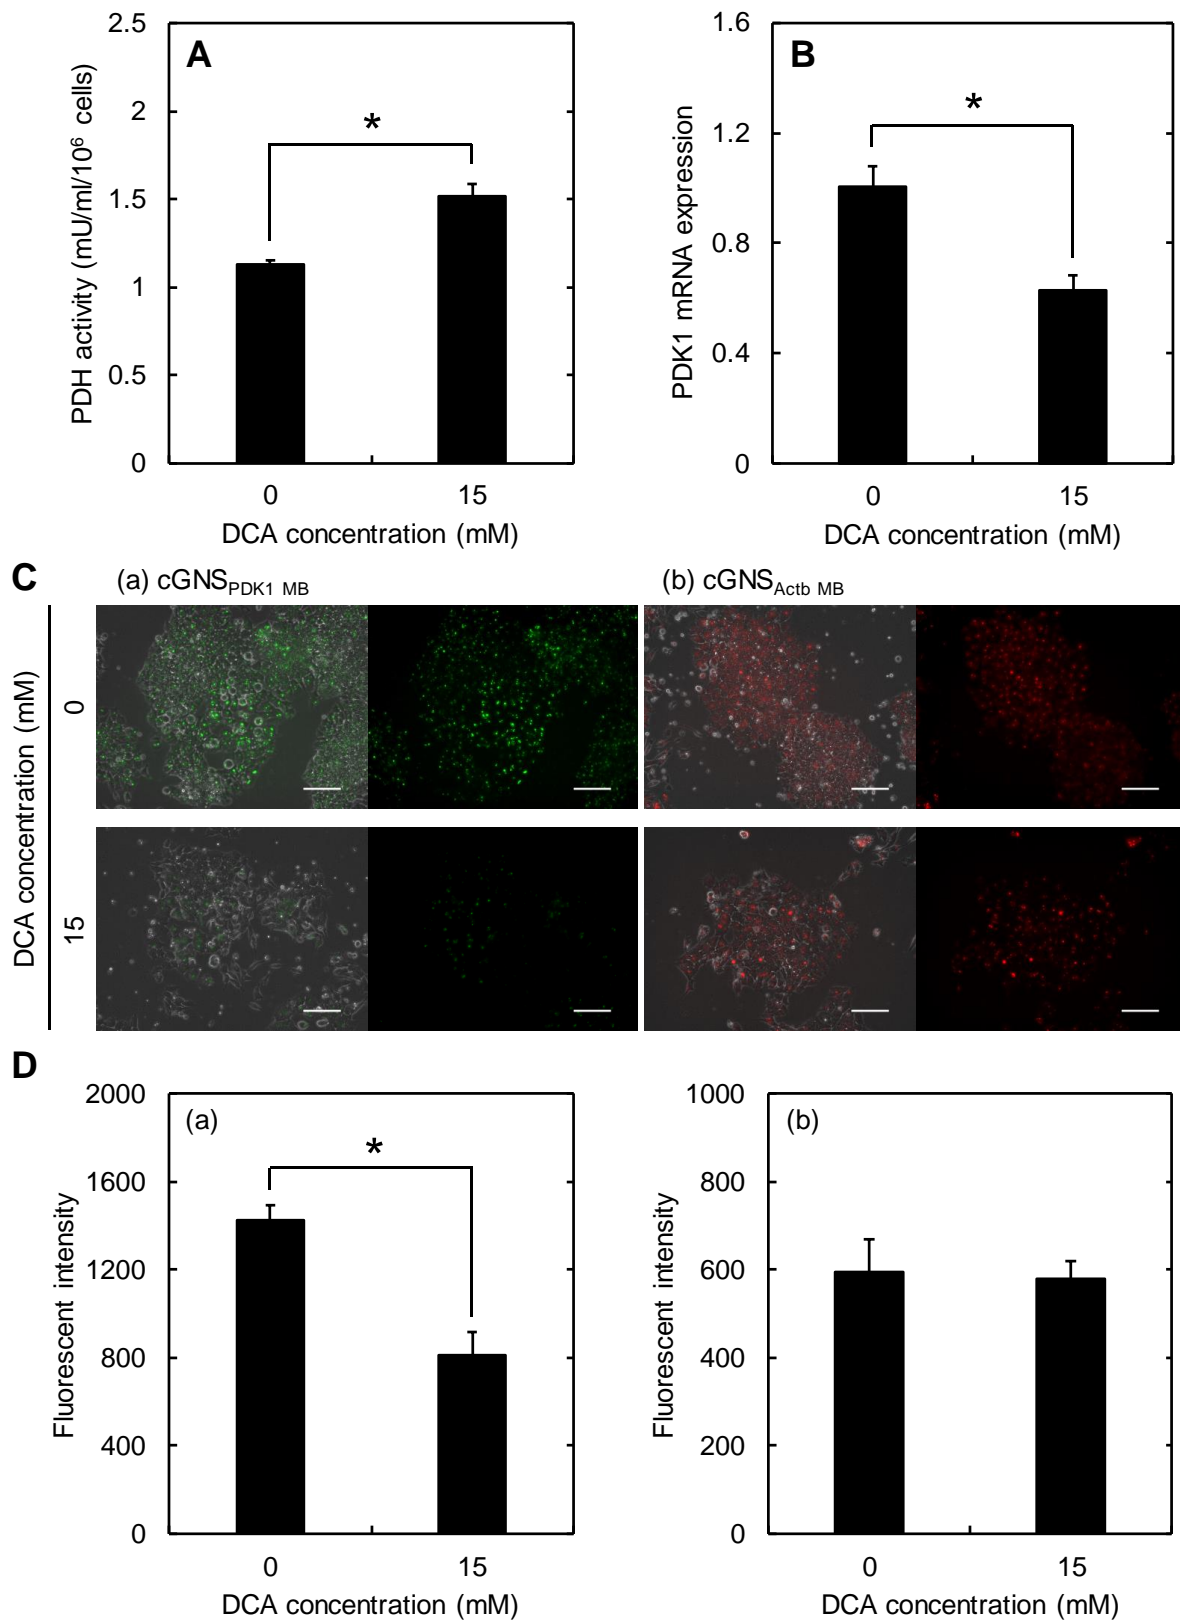 A
PDH activity (mU/ml/10⁶ cells)
2.5
2
1.5
1
0.5
0
*
0 15
DCA concentration (mM)
B
PDK1 mRNA expression
1.6
1.2
0.8
0.4
0
*
0 15
DCA concentration (mM)
C
(a) cGNS_PDK1 MB
(b) cGNS_Actb MB
DCA concentration (mM)
0
15
D
(a)
Fluorescent intensity
2000
1600
1200
800
400
0
*
0 15
DCA concentration (mM)
(b)
Fluorescent intensity
1000
800
600
400
200
0
0 15
DCA concentration (mM)